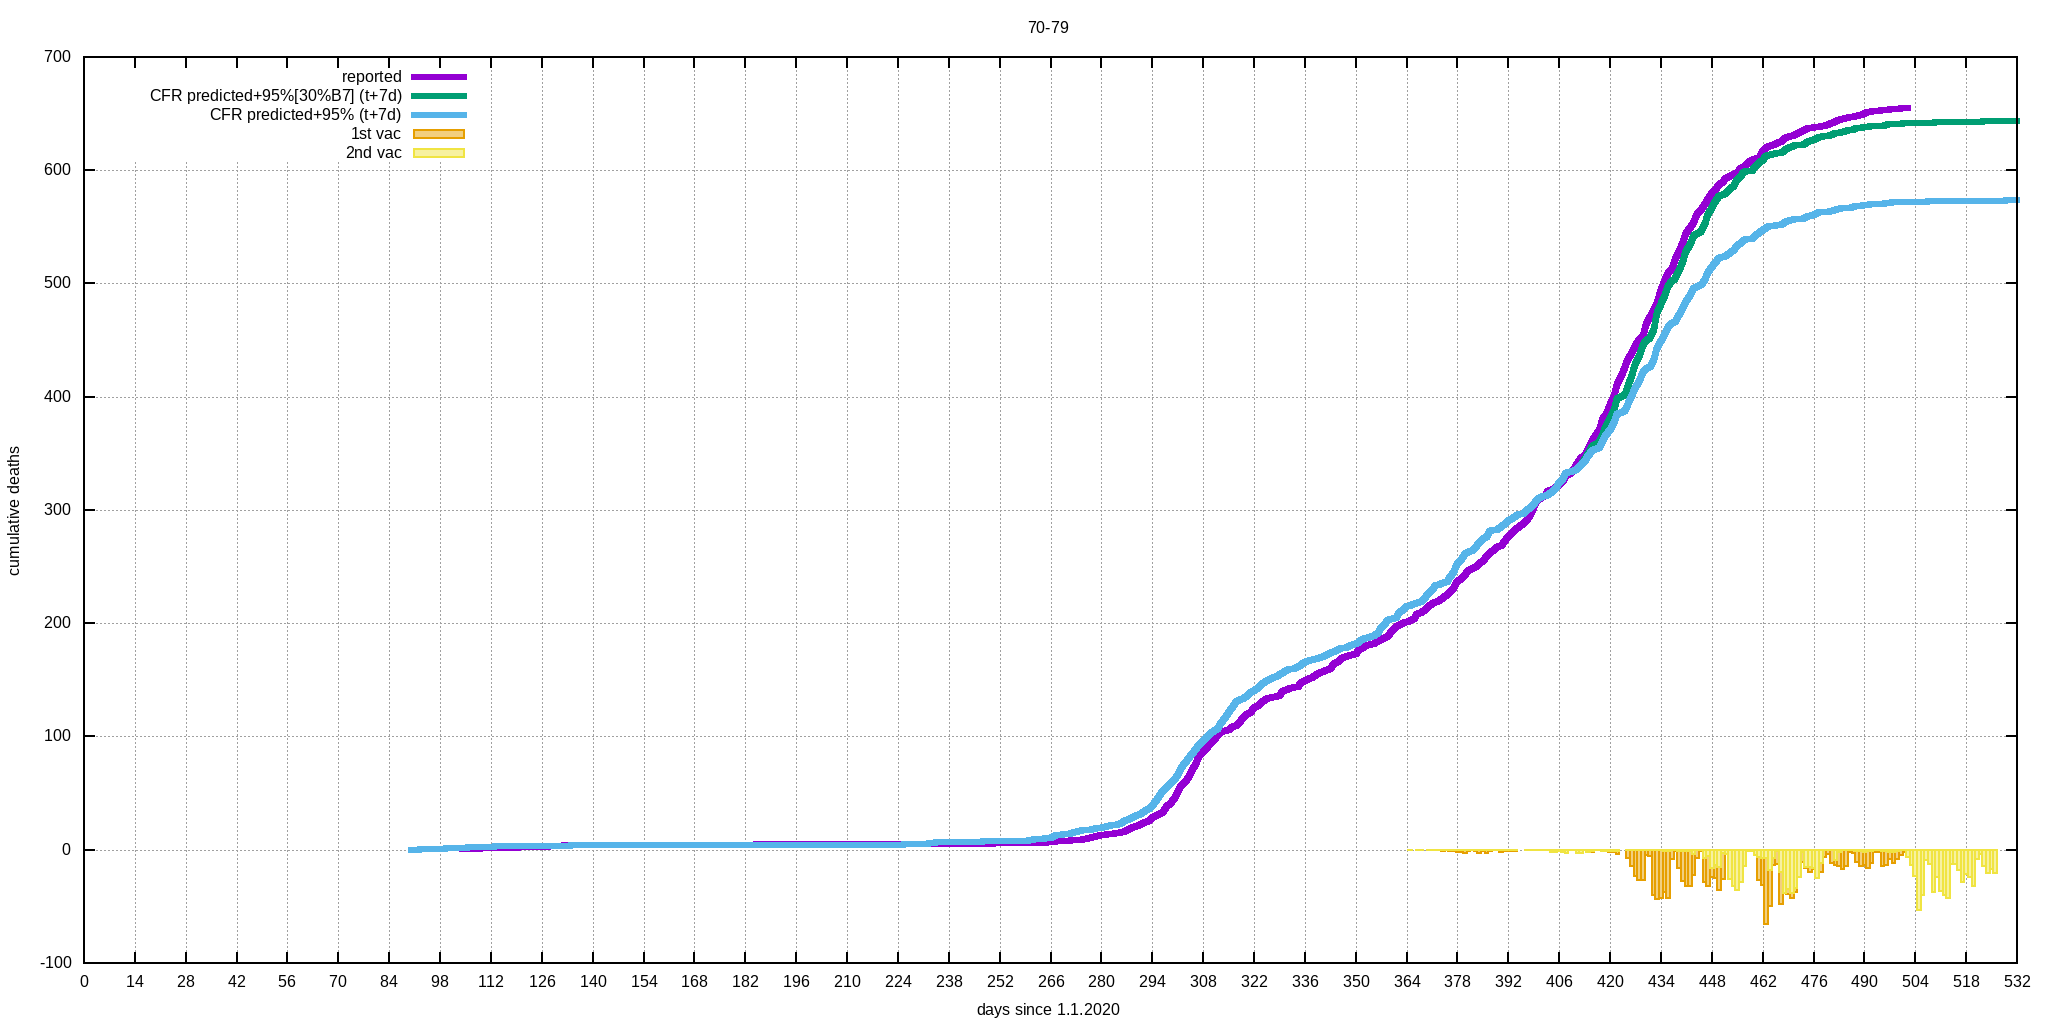 70-79
700
600
500
400
300
200
100
0
-100
cumulative deaths
reported
CFR predicted+95%[30%B7] (t+7d)
CFR predicted+95% (t+7d)
1st vac
2nd vac
0 14 28 42 56 70 84 98 112 126 140 154 168 182 196 210 224 238 252 266 280 294 308 322 336 350 364 378 392 406 420 434 448 462 476 490 504 518 532
days since 1.1.2020